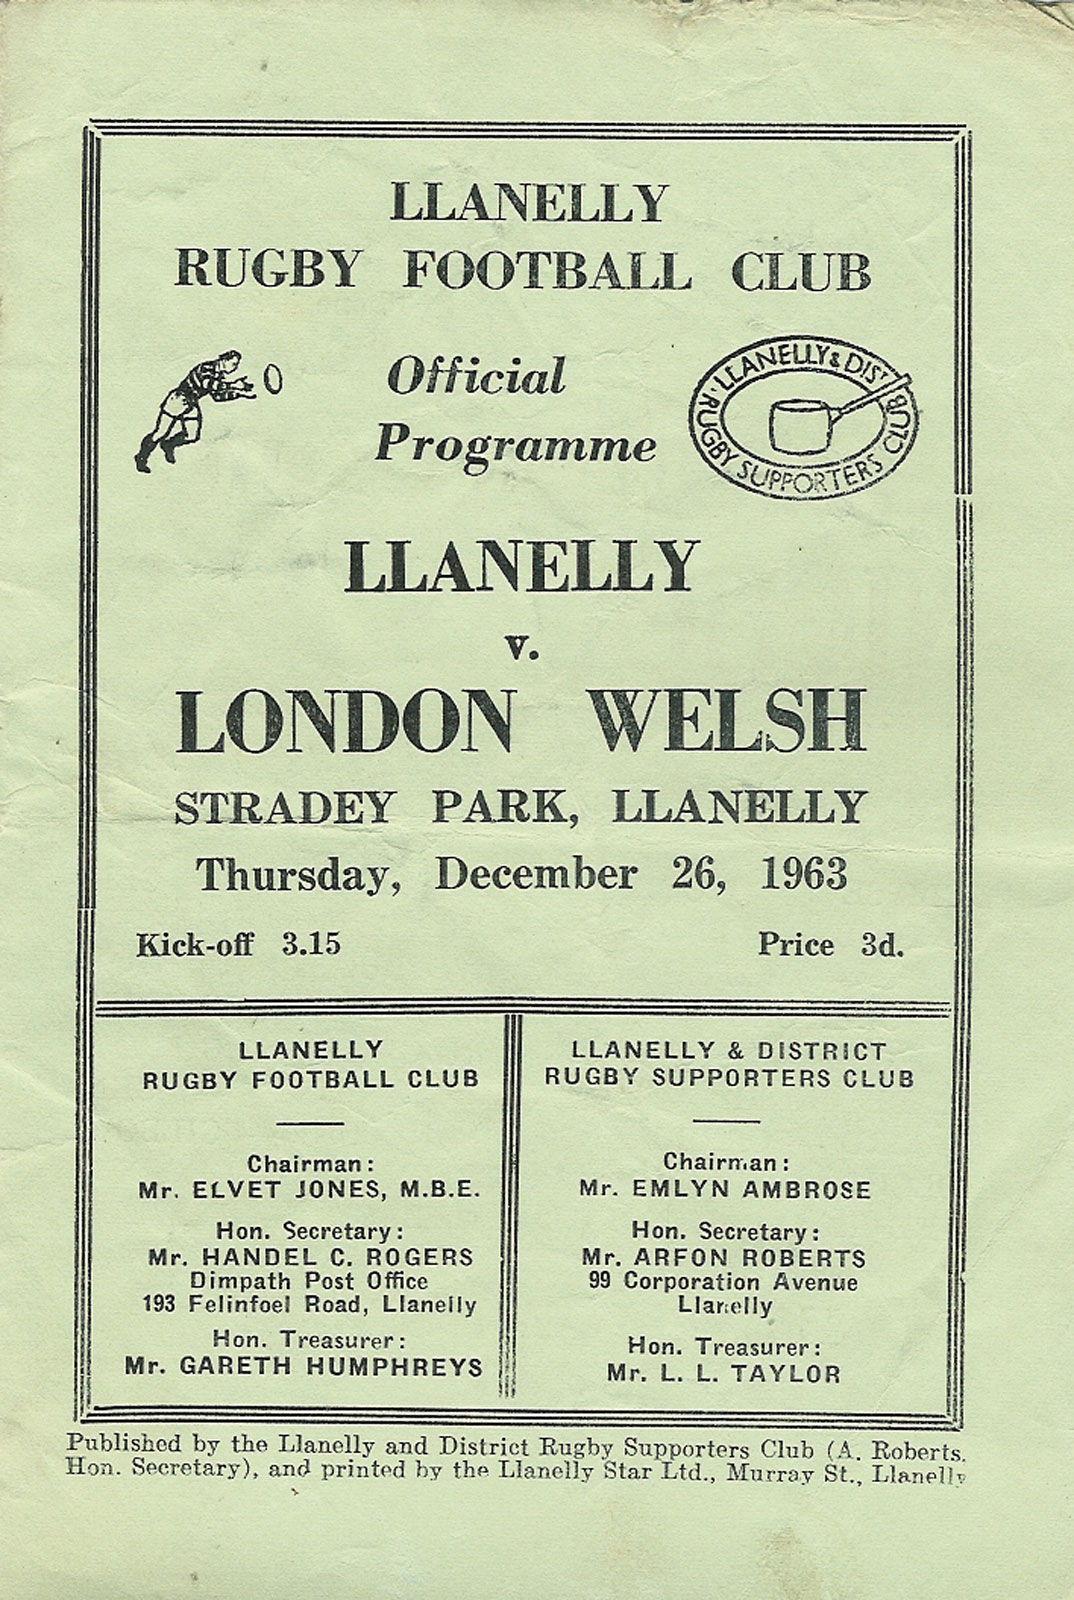 LLANELLY
RUGBY FOOTBALL CLUB
Official
Programme
LLANELLY & DIST
RUGBY SUPPORTERS CLUB
LLANELLY
v.
LONDON WELSH
STRADEY PARK, LLANELLY
Thursday, December 26, 1963
Kick-off 3.15
Price 3d.
LLANELLY
RUGBY FOOTBALL CLUB
Chairman:
Mr. ELVET JONES, M.B.E.
Hon. Secretary:
Mr. HANDEL C. ROGERS
Dimpath Post Office
193 Felinfoel Road, Llanelly
Hon. Treasurer:
Mr. GARETH HUMPHREYS
LLANELLY & DISTRICT
RUGBY SUPPORTERS CLUB
Chairman:
Mr. EMLYN AMBROSE
Hon. Secretary:
Mr. ARFON ROBERTS
99 Corporation Avenue
Llanelly
Hon. Treasurer:
Mr. L. L. TAYLOR
Published by the Llanelly and District Rugby Supporters Club (A. Roberts.
Hon. Secretary), and printed by the Llanelly Star Ltd., Murray St., Llanelly